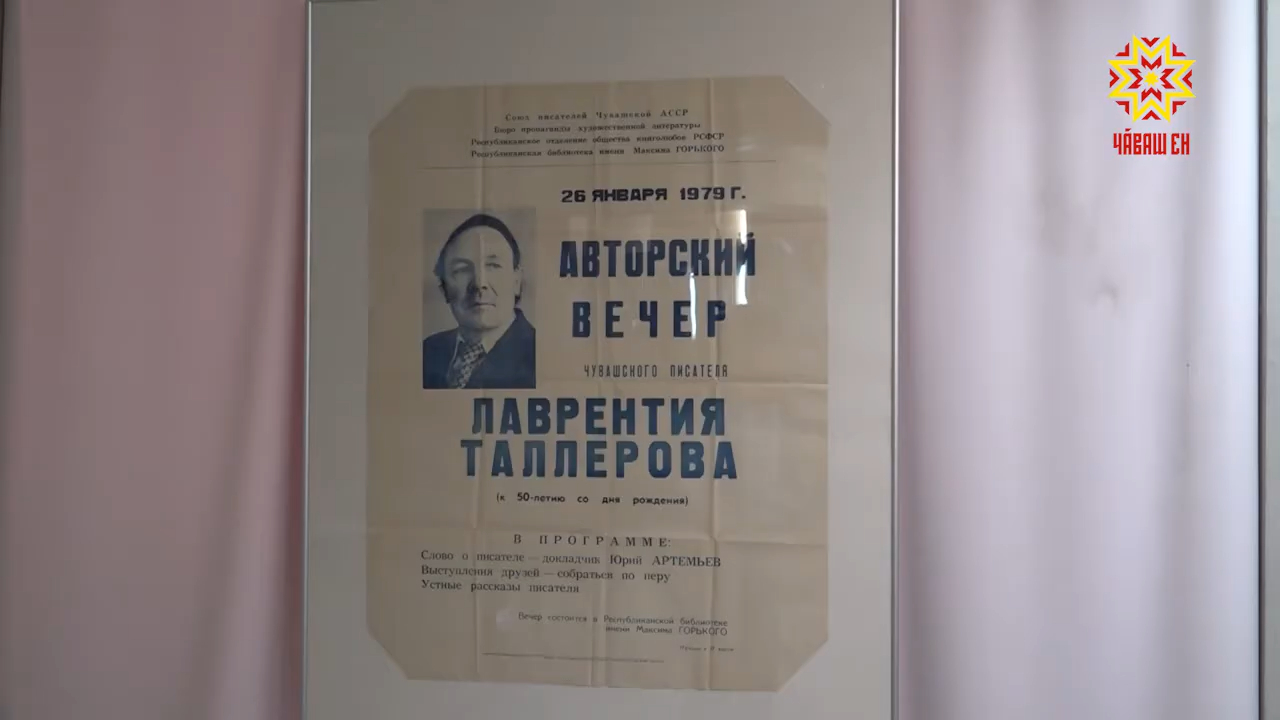 Союз писателей Чувашской АССР
Бюро пропаганды художественной литературы
Республиканское отделение общества книголюбов РСФСР
Республиканская библиотека имени Максима ГОРЬКОГО
26 ЯНВАРЯ 1979 Г.
АВТОРСКИЙ
ВЕЧЕР
ЧУВАШСКОГО ПИСАТЕЛЯ
ЛАВРЕНТИЯ
ТАЛЛЕРОВА
(к 50-летию со дня рождения)
В ПРОГРАММЕ:
Слово о писателе — докладчик Юрий АРТЕМЬЕВ
Выступления друзей — собратьев по перу
Устные рассказы писателя
Вечер состоится в Республиканской библиотеке
имени Максима ГОРЬКОГО
ЧӐВАШ ЕН